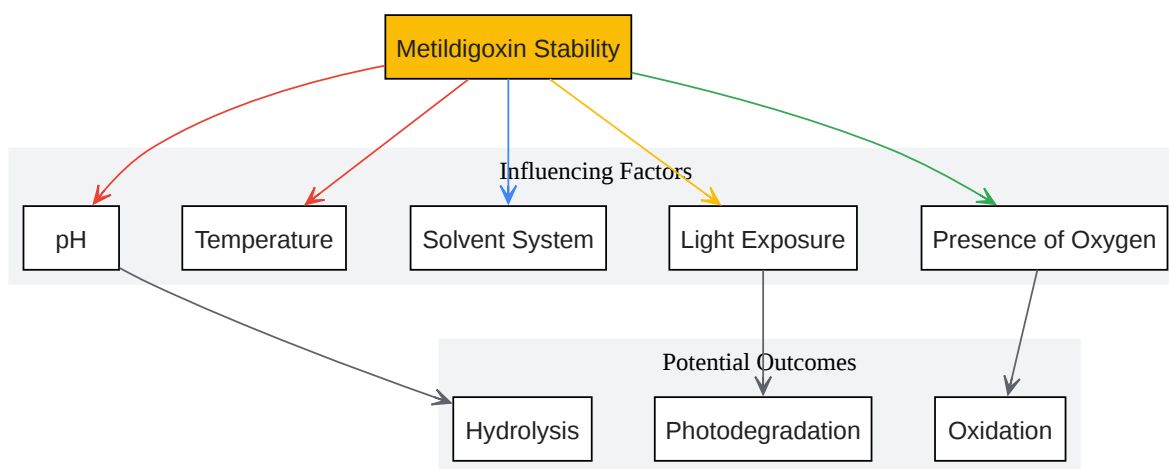 Metildigoxin Stability
Influencing Factors
pH
Temperature
Solvent System
Light Exposure
Presence of Oxygen
Potential Outcomes
Hydrolysis
Photodegradation
Oxidation